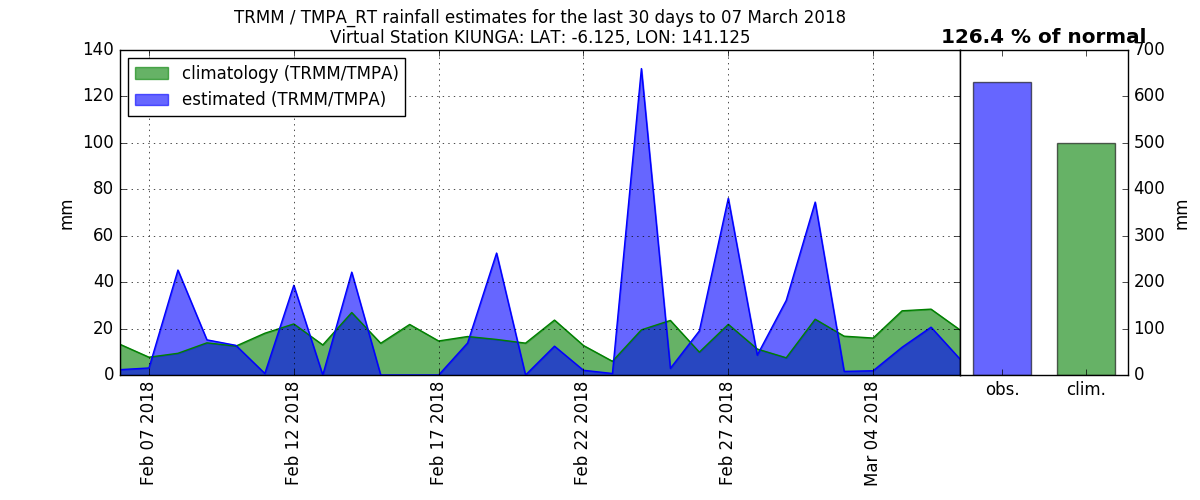 TRMM / TMPA_RT rainfall estimates for the last 30 days to 07 March 2018
Virtual Station KIUNGA: LAT: -6.125, LON: 141.125
126.4 % of normal
climatology (TRMM/TMPA)
estimated (TRMM/TMPA)
140
120
100
80
60
40
20
0
mm
Feb 07 2018
Feb 12 2018
Feb 17 2018
Feb 22 2018
Feb 27 2018
Mar 04 2018
700
600
500
400
300
200
100
0
mm
obs.
clim.